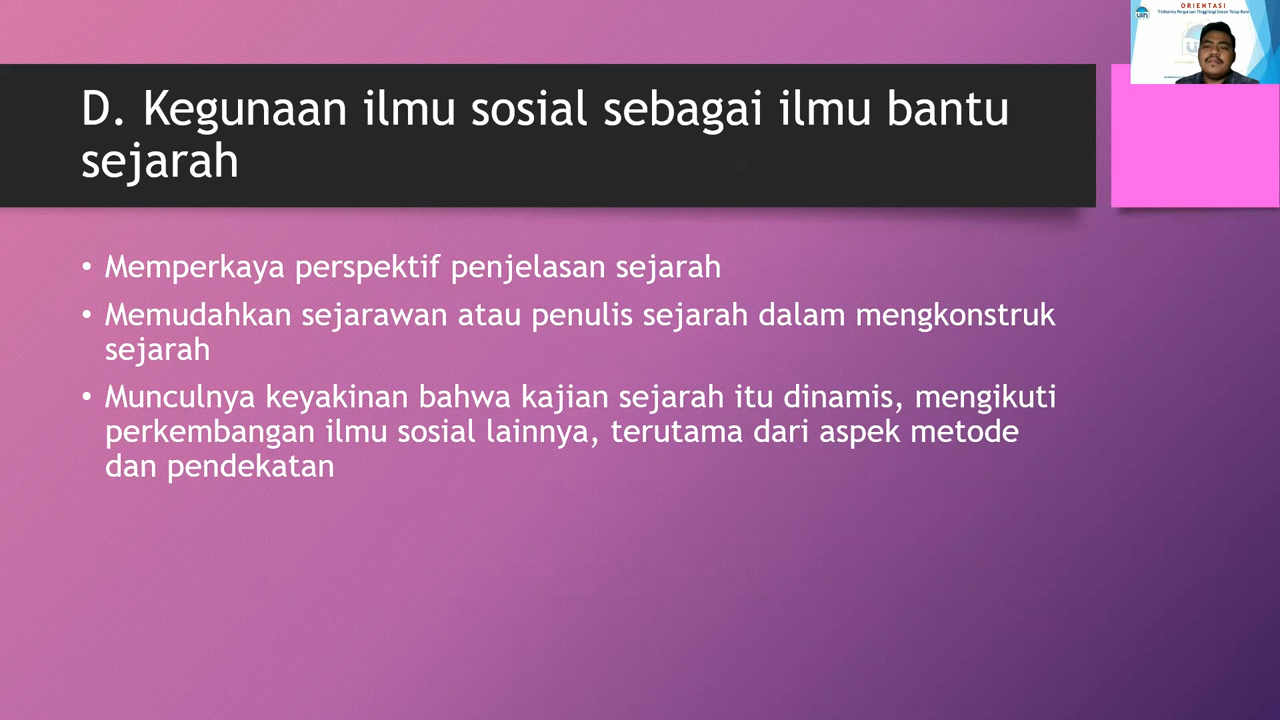 ORIENTASI
D. Kegunaan ilmu sosial sebagai ilmu bantu
sejarah
• Memperkaya perspektif penjelasan sejarah
• Memudahkan sejarawan atau penulis sejarah dalam mengkonstruk
sejarah
• Munculnya keyakinan bahwa kajian sejarah itu dinamis, mengikuti
perkembangan ilmu sosial lainnya, terutama dari aspek metode
dan pendekatan